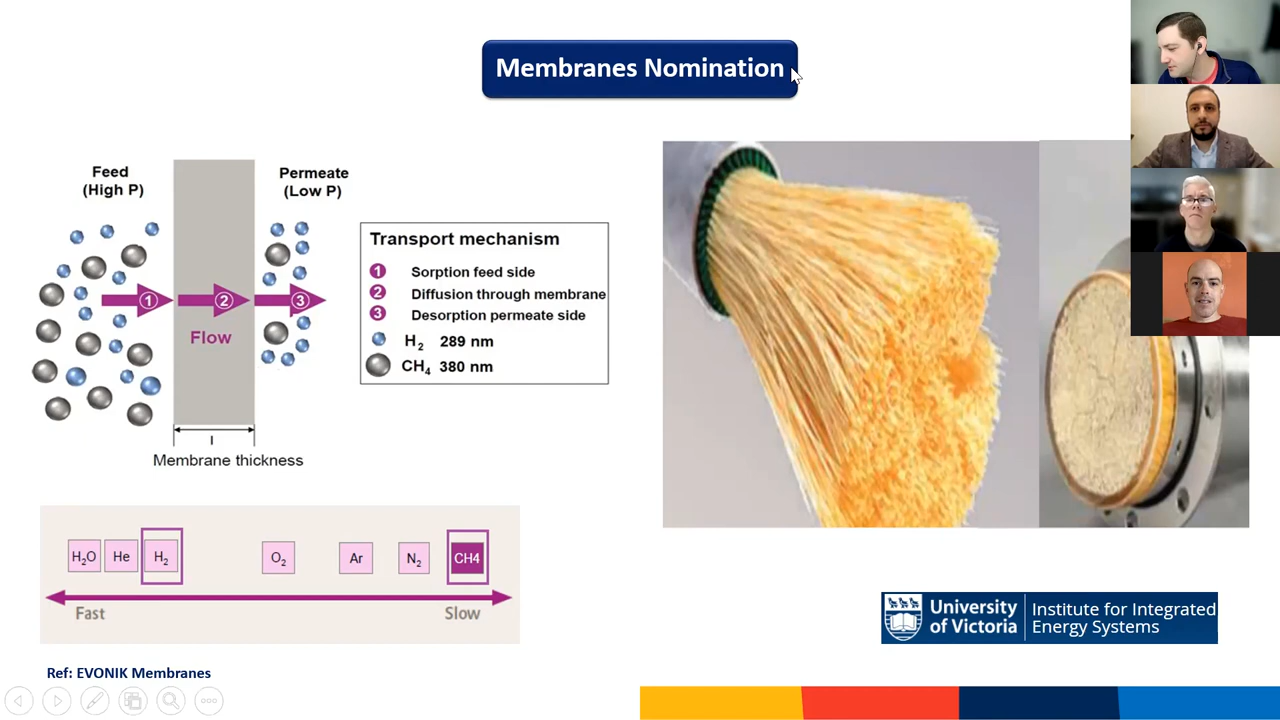 Membranes Nomination
Feed
(High P)
Permeate
(Low P)
1
2
3
Flow
l
Membrane thickness
Transport mechanism
1 Sorption feed side
2 Diffusion through membrane
3 Desorption permeate side
H₂ 289 nm
CH₄ 380 nm
H₂O He H₂ O₂ Ar N₂ CH4
Fast Slow
Ref: EVONIK Membranes
University
of Victoria
Institute for Integrated
Energy Systems